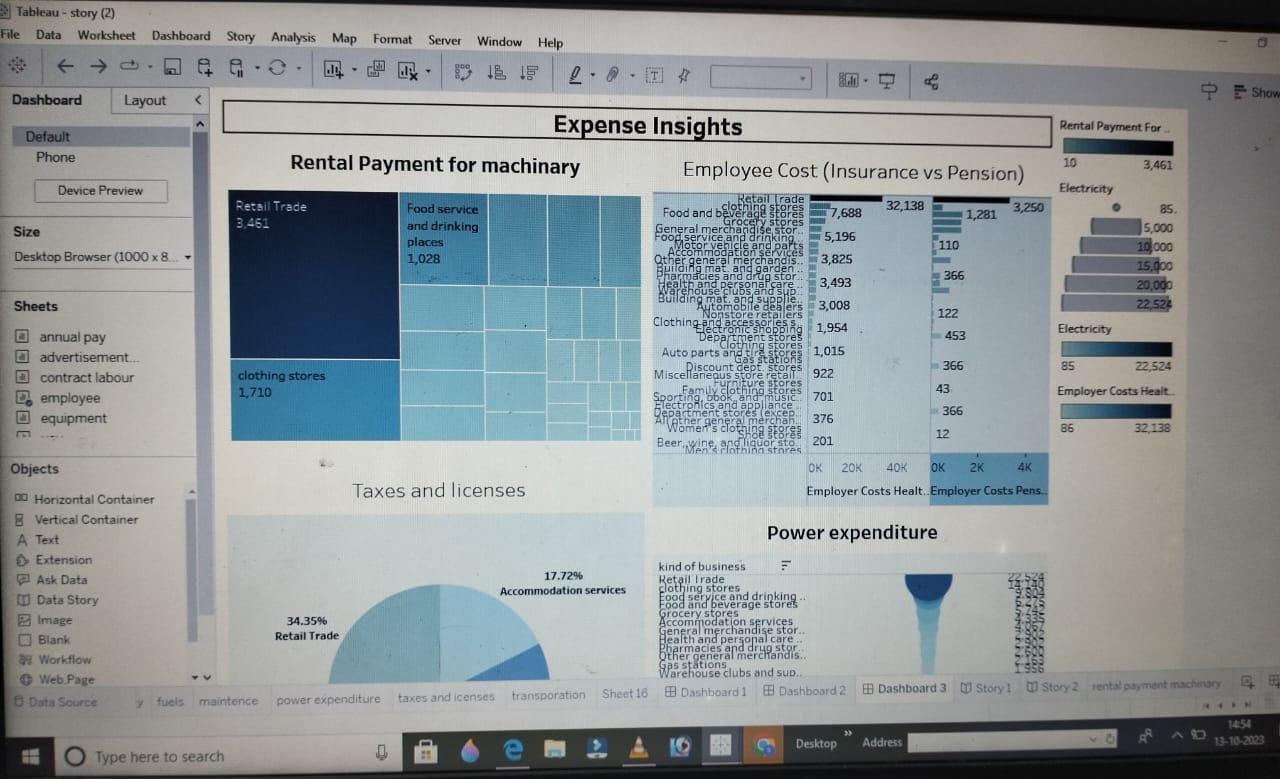 Tableau - story (2)
File Data Worksheet Dashboard Story Analysis Map Format Server Window Help
Show
Dashboard Layout
Default
Phone
Device Preview
Size
Desktop Browser (1000 x 8...
Sheets
annual pay
advertisement...
contract labour
employee
equipment
Objects
Horizontal Container
Vertical Container
Text
Extension
Ask Data
Data Story
Image
Blank
Workflow
Web Page
Expense Insights
Rental Payment for machinary
Retail Trade
3,461
Food service
and drinking
places
1,028
clothing stores
1,710
Employee Cost (Insurance vs Pension)
Retail Trade
clothing stores
Food and beverage stores
Grocery stores
General merchandise stor..
Food service and drinking..
Motor vehicle and parts
Accommodation services
Other general merchandis..
Building mat. and garden..
Pharmacies and drug stor..
Health and personal care ..
Warehouse clubs and sup..
Building mat. and supplie..
Automobile dealers
Nonstore retailers
Clothing and accessories s..
Electronic shopping
Department stores
Clothing stores
Auto parts and tire stores
Gas stations
Discount dept. stores
Miscellaneous store retail..
Furniture stores
Family clothing stores
Sporting, book, and music..
Electronics and appliance ..
Department stores (excep..
All other general merchan..
Women's clothing stores
Shoe stores
Beer, wine, and liquor sto..
Men's clothing stores
32,138
7,688
5,196
3,825
3,493
3,008
1,954
1,015
922
701
376
201
3,250
1,281
110
366
122
453
366
43
366
12
0K 20K 40K 0K 2K 4K
Employer Costs Healt.. Employer Costs Pens..
Taxes and licenses
17.72%
Accommodation services
34.35%
Retail Trade
Power expenditure
kind of business
Retail Trade
clothing stores
Food service and drinking ..
Food and beverage stores
Grocery stores
Accommodation services
General merchandise stor..
Health and personal care ..
Pharmacies and drug stor..
Other general merchandis..
Gas stations
Warehouse clubs and sup..
22,524
14,140
9,804
1,956
Rental Payment For ..
10 3,461
Electricity
85.
5,000
10,000
15,000
20,000
22,524
Electricity
85 22,524
Employer Costs Healt..
86 32,138
Data Source y fuels maintence power expenditure taxes and icenses transporation Sheet 16 Dashboard 1 Dashboard 2 Dashboard 3 Story 1 Story 2 rental payment machinary
Type here to search
Desktop Address
14:54
13-10-2023